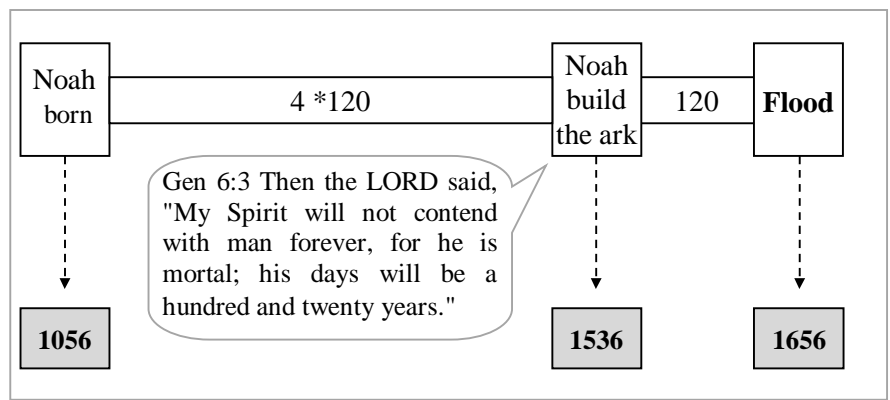 Noah
born
4 *120
Noah
build
the ark
120
Flood
Gen 6:3 Then the LORD said,
"My Spirit will not contend
with man forever, for he is
mortal; his days will be a
hundred and twenty years."
1056
1536
1656